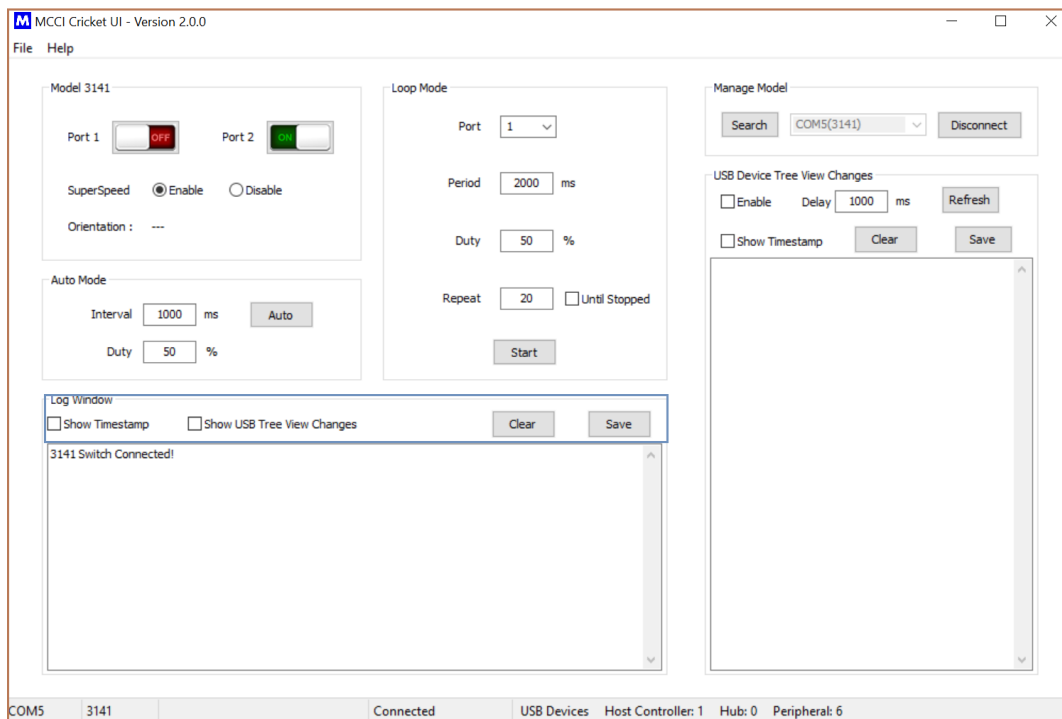 M MCCI Cricket UI - Version 2.0.0
File Help
Model 3141
Port 1 OFF Port 2 ON
SuperSpeed Enable Disable
Orientation : ---
Auto Mode
Interval 1000 ms Auto
Duty 50 %
Loop Mode
Port 1
Period 2000 ms
Duty 50 %
Repeat 20 Until Stopped
Start
Manage Model
Search COM5(3141) Disconnect
USB Device Tree View Changes
Enable Delay 1000 ms Refresh
Show Timestamp Clear Save
Log Window
Show Timestamp Show USB Tree View Changes Clear Save
3141 Switch Connected!
COM5 3141 Connected USB Devices Host Controller: 1 Hub: 0 Peripheral: 6